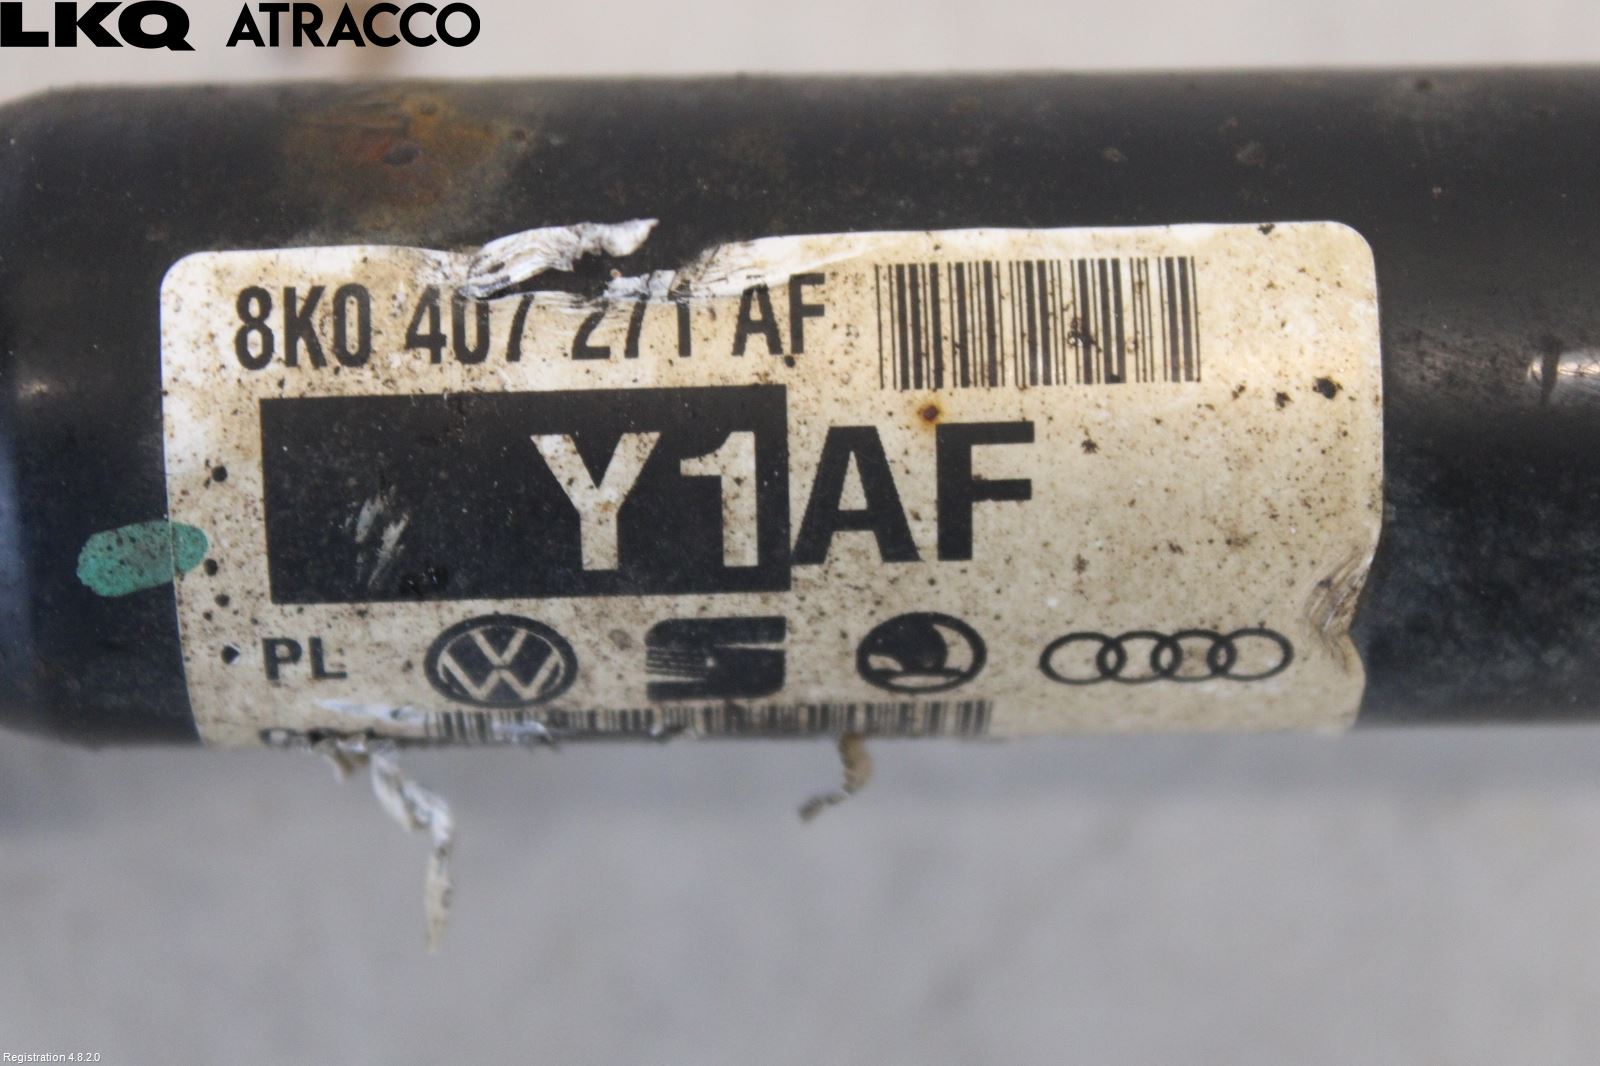 LKQ ATRACCO
8K0 407 271 AF
Y1AF
PL
Registration 4.8.2.0